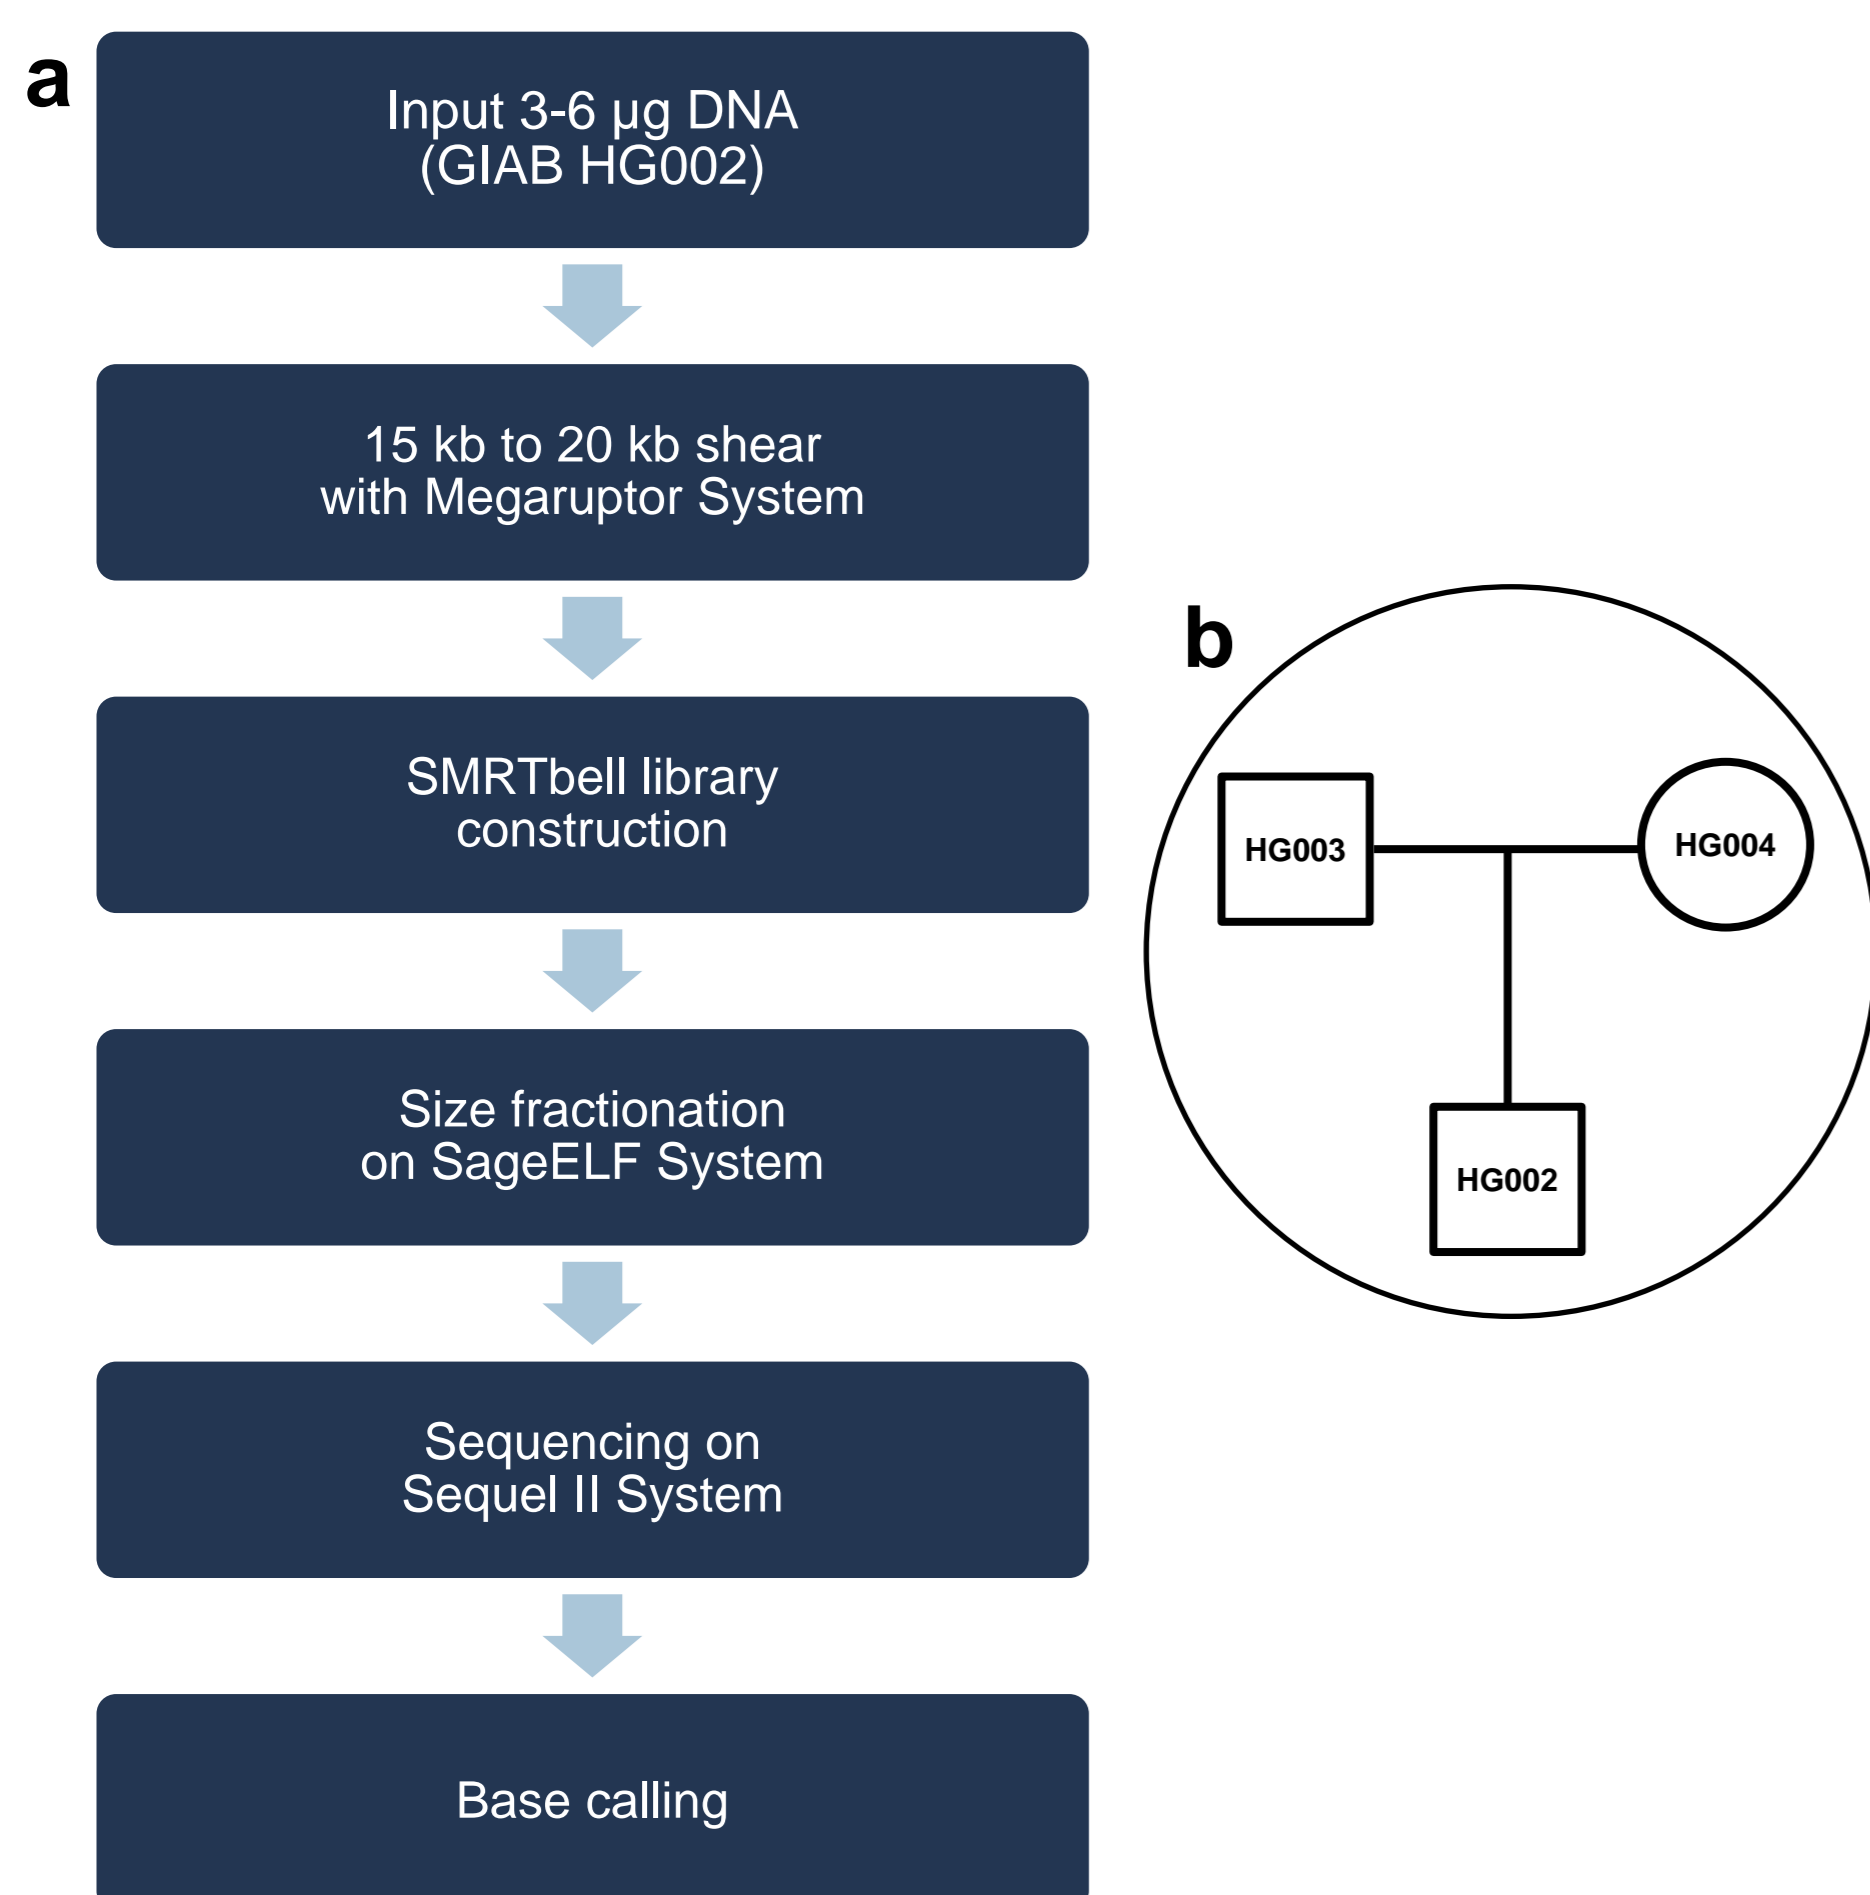 a
Input 3-6 µg DNA
(GIAB HG002)
15 kb to 20 kb shear
with Megaruptor System
SMRTbell library
construction
Size fractionation
on SageELF System
Sequencing on
Sequel II System
Base calling
b
HG003
HG004
HG002